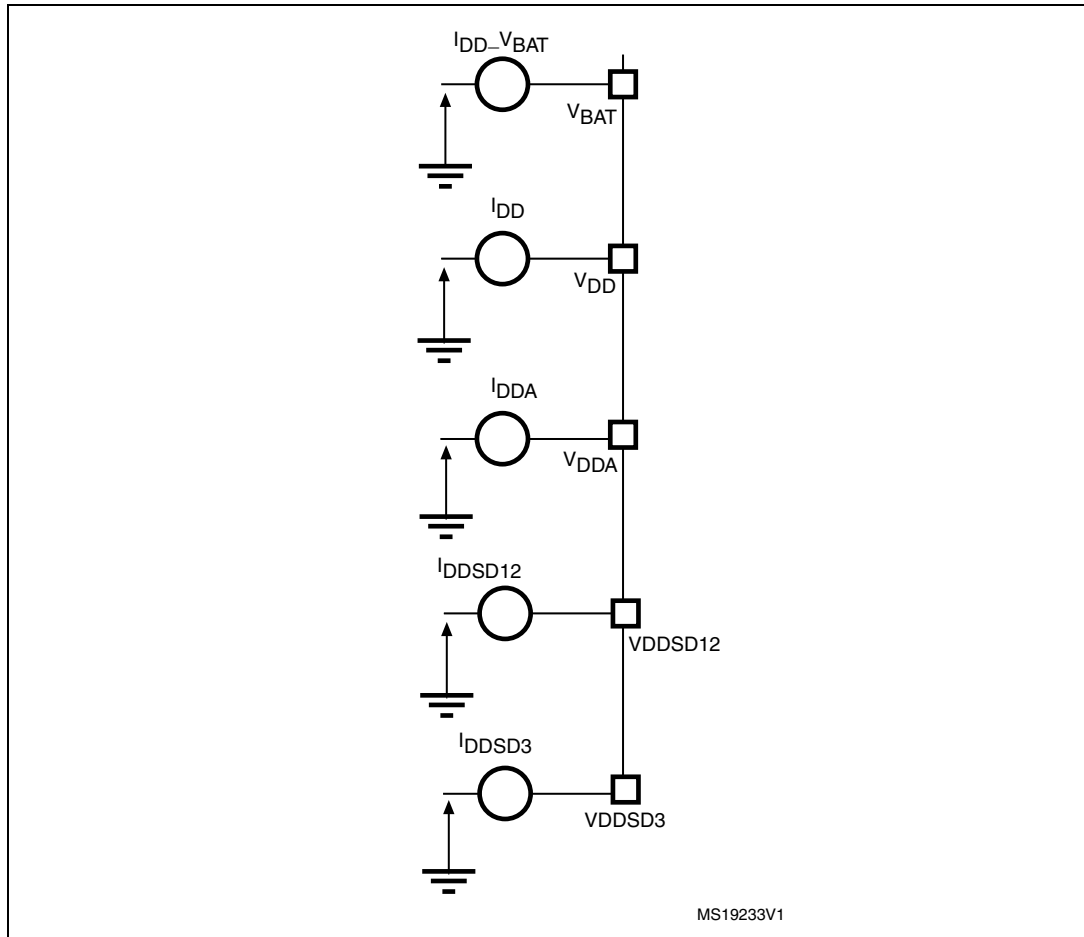 IDD_VBAT
VBAT
IDD
VDD
IDDA
VDDA
IDDSD12
VDDSD12
IDDSD3
VDDSD3
MS19233V1